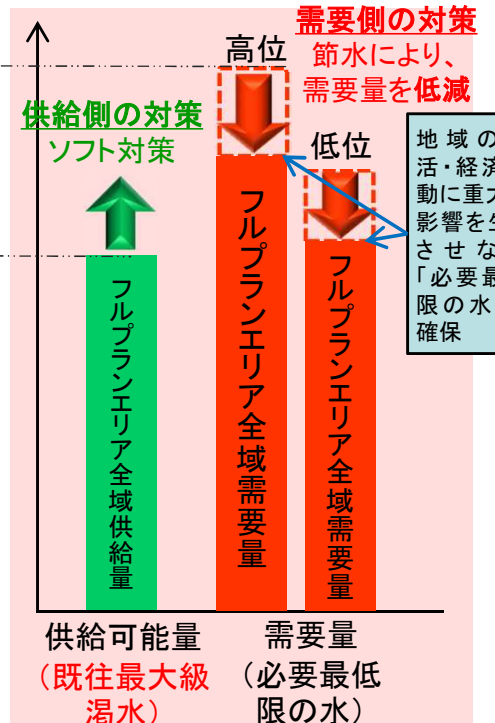 需要側の対策
節水により、
需要量を低減
高位
供給側の対策
ソフト対策
低位
地域の
活・経済
動に重大
影響を生
させな
「必要最
限の水
確保
フルプランエリア全域供給量
フルプランエリア全域需要量
フルプランエリア全域需要量
供給可能量
（既往最大級
渇水）
需要量
（必要最低
限の水）